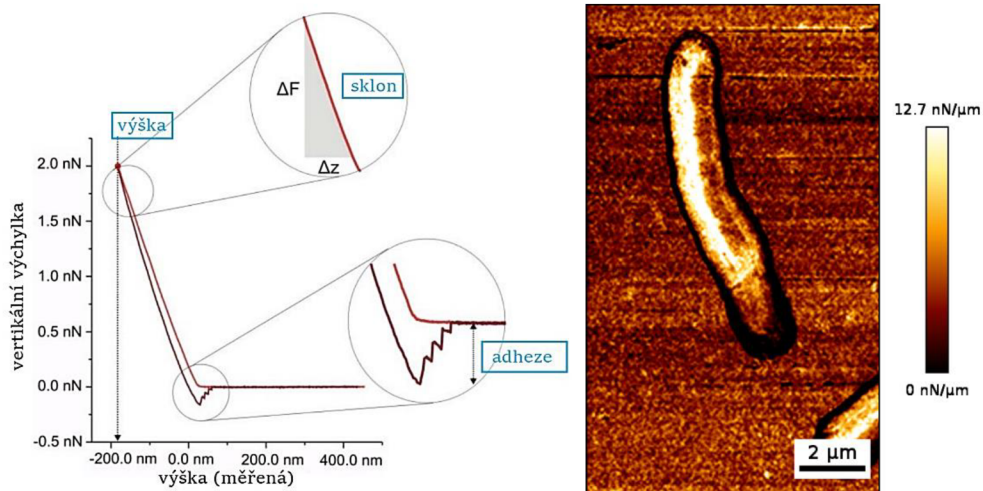 výška
ΔF
sklon
Δz
2.0 nN
1.5 nN
1.0 nN
0.5 nN
0.0 nN
-0.5 nN
vertikální výchylka
adheze
-200.0 nm
0.0 nm
200.0 nm
400.0 nm
výška (měřená)
2 µm
12.7 nN/µm
0 nN/µm